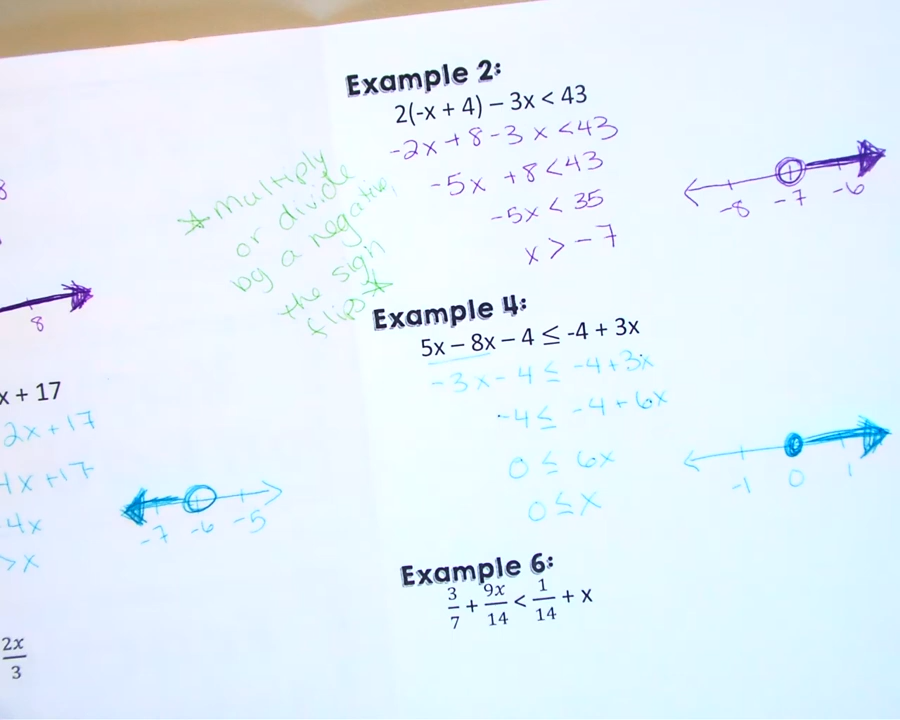 8
8
x + 17
2x + 17
4x + 17
4x
> x
-7 -6 -5
2x
3
Example 2:
2(-x + 4) – 3x < 43
-2x + 8 - 3x < 43
-5x + 8 < 43
-5x < 35
x > -7
-8 -7 -6
☆ Multiply
or divide
by a negative,
the sign
flips ☆
Example 4:
5x – 8x – 4 ≤ -4 + 3x
-3x - 4 ≤ -4 + 3x
-4 ≤ -4 + 6x
0 ≤ 6x
0 ≤ x
-1 0 1
Example 6:
3/7 + 9x/14 < 1/14 + x